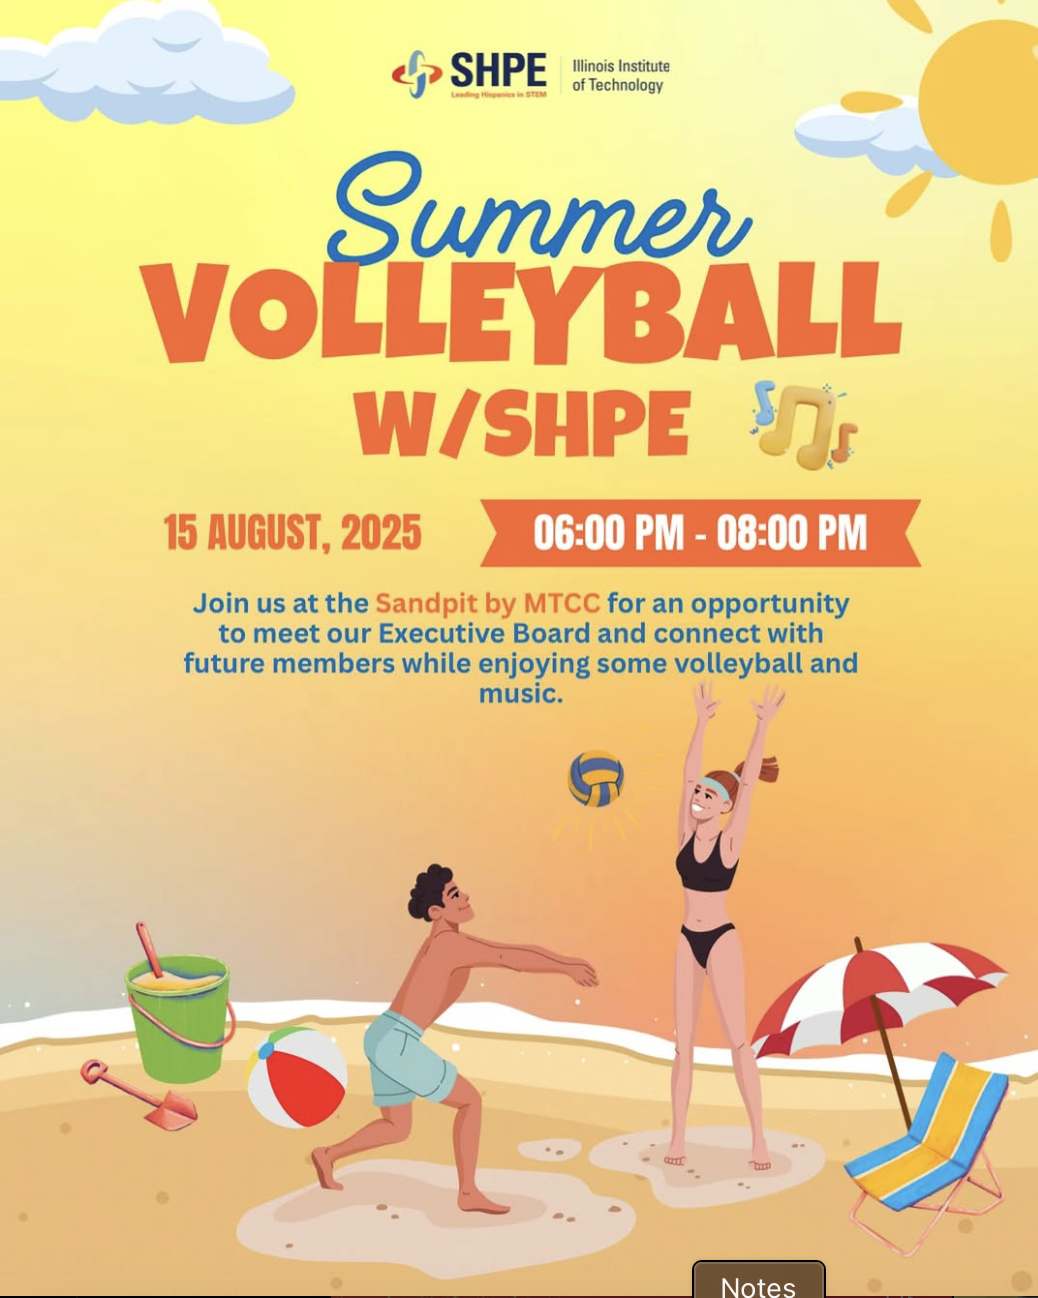 SHPE
Leading Hispanics in STEM
Illinois Institute
of Technology
Summer
VOLLEYBALL
W/SHPE
15 AUGUST, 2025
06:00 PM - 08:00 PM
Join us at the Sandpit by MTCC for an opportunity
to meet our Executive Board and connect with
future members while enjoying some volleyball and
music.
Notes